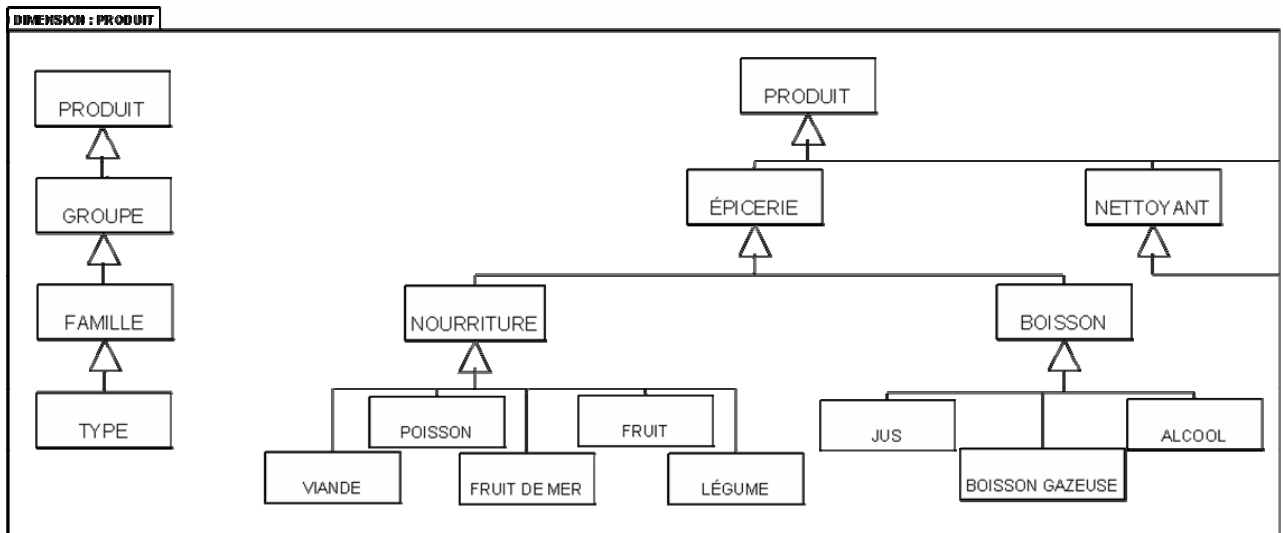 DIMENSION : PRODUIT
PRODUIT
GROUPE
FAMILLE
TYPE
PRODUIT
ÉPICERIE
NETTOYANT
NOURRITURE
BOISSON
VIANDE
POISSON
FRUIT DE MER
FRUIT
LÉGUME
JUS
BOISSON GAZEUSE
ALCOOL